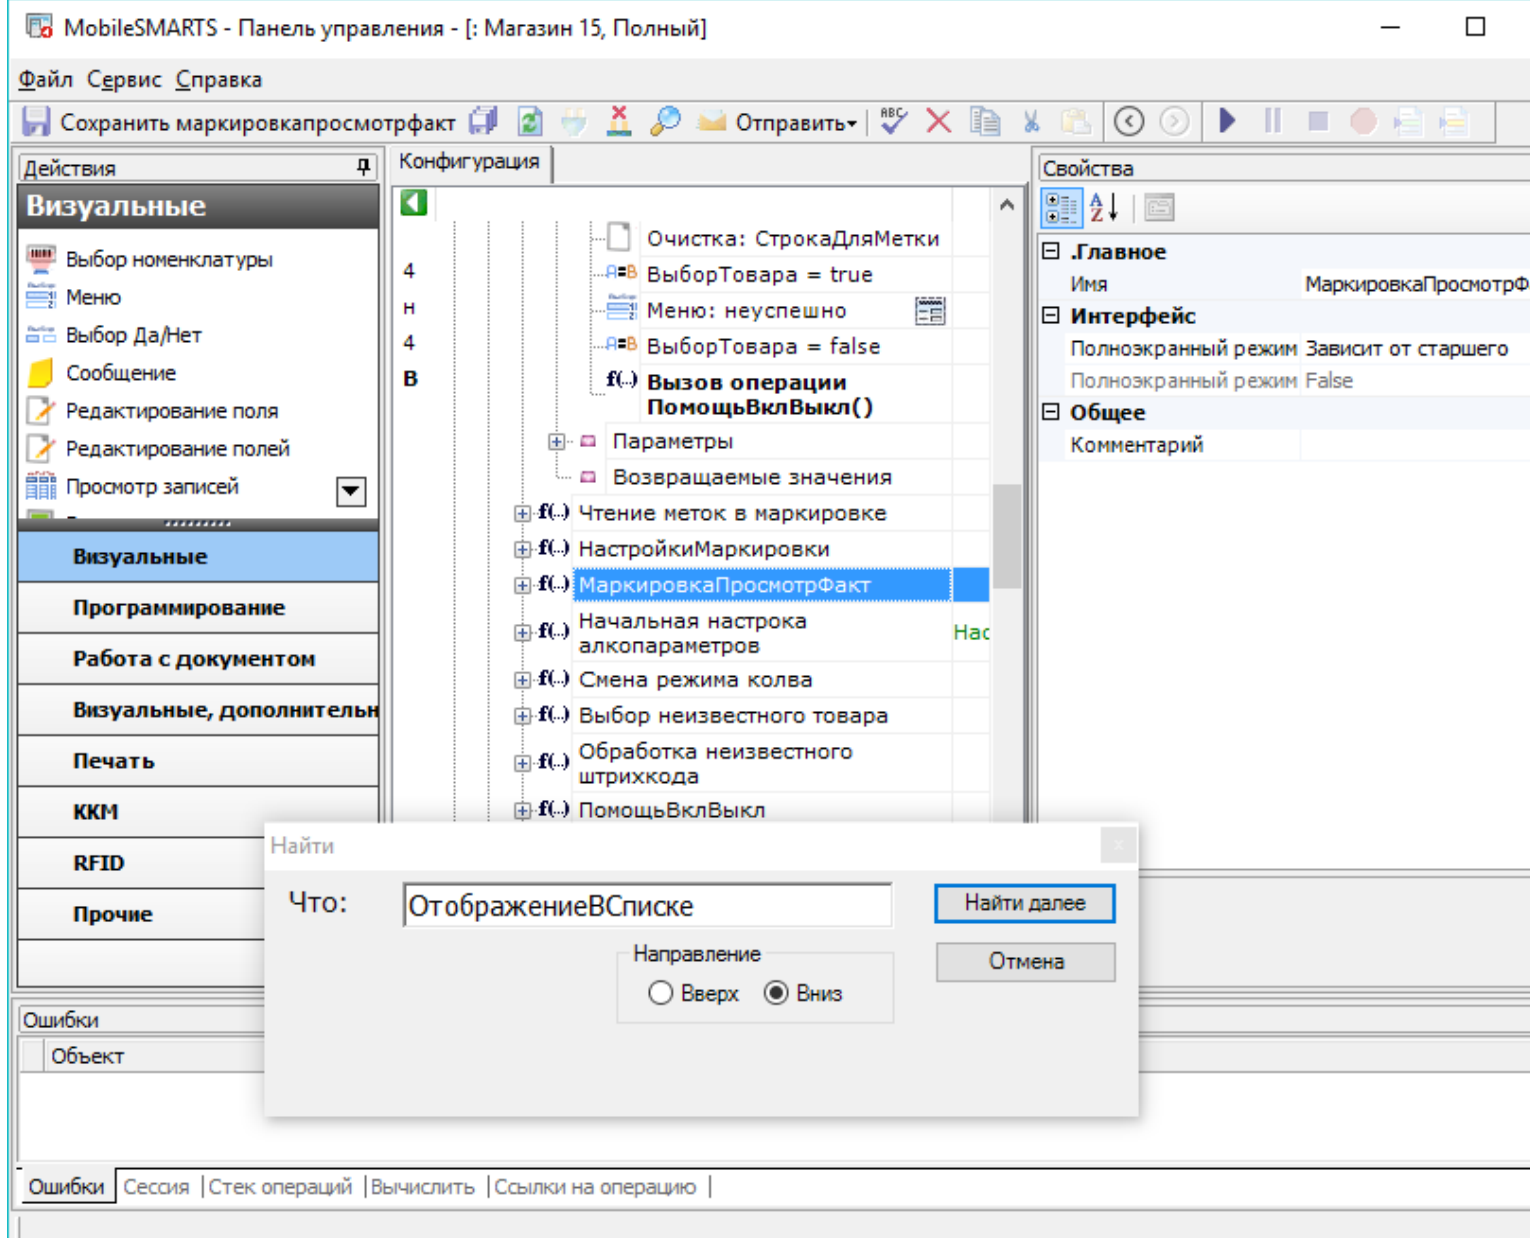 MobileSMARTS - Панель управления - [: Магазин 15, Полный]
Файл Сервис Справка
Сохранить маркировкапросмотрфакт Отправить ABC
Действия
Визуальные
Выбор номенклатуры
Меню
Выбор Да/Нет
Сообщение
Редактирование поля
Редактирование полей
Просмотр записей
Визуальные
Программирование
Работа с документом
Визуальные, дополнительн
Печать
ККМ
RFID
Прочие
Конфигурация
Очистка: СтрокаДляМетки
4 A=B ВыборТовара = true
н Меню: неуспешно
4 A=B ВыборТовара = false
В f(..) Вызов операции
ПомощьВклВыкл()
Параметры
Возвращаемые значения
f(..) Чтение меток в маркировке
f(..) НастройкиМаркировки
f(..) МаркировкаПросмотрФакт
f(..) Начальная настрока
алкопараметров Нас
f(..) Смена режима колва
f(..) Выбор неизвестного товара
f(..) Обработка неизвестного
штрихкода
f(..) ПомощьВклВыкл
Свойства
.Главное
Имя МаркировкаПросмотрФ
Интерфейс
Полноэкранный режим Зависит от старшего
Полноэкранный режим False
Общее
Комментарий
Найти
Что: ОтображениеВСписке Найти далее
Направление
Вверх Вниз
Отмена
Ошибки
Объект
Ошибки Сессия Стек операций Вычислить Ссылки на операцию